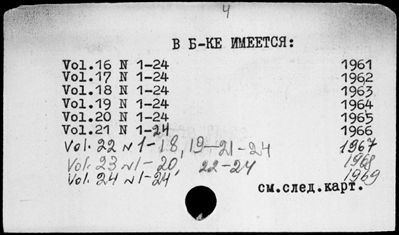 4
В Б-КЕ ИМЕЕТСЯ:
Vol.16 N 1-24 1961
Vol.17 N 1-24 1962
Vol.18 N 1-24 1963
Vol.19 N 1-24 1964
Vol.20 N 1-24 1965
Vol.21 N 1-24 1966
Vol. 22 N 1-18, 19-21-24 1967
Vol. 23 N 1-20, 22-24 1968
Vol. 24 N 1-24 1969
см.след.карт.